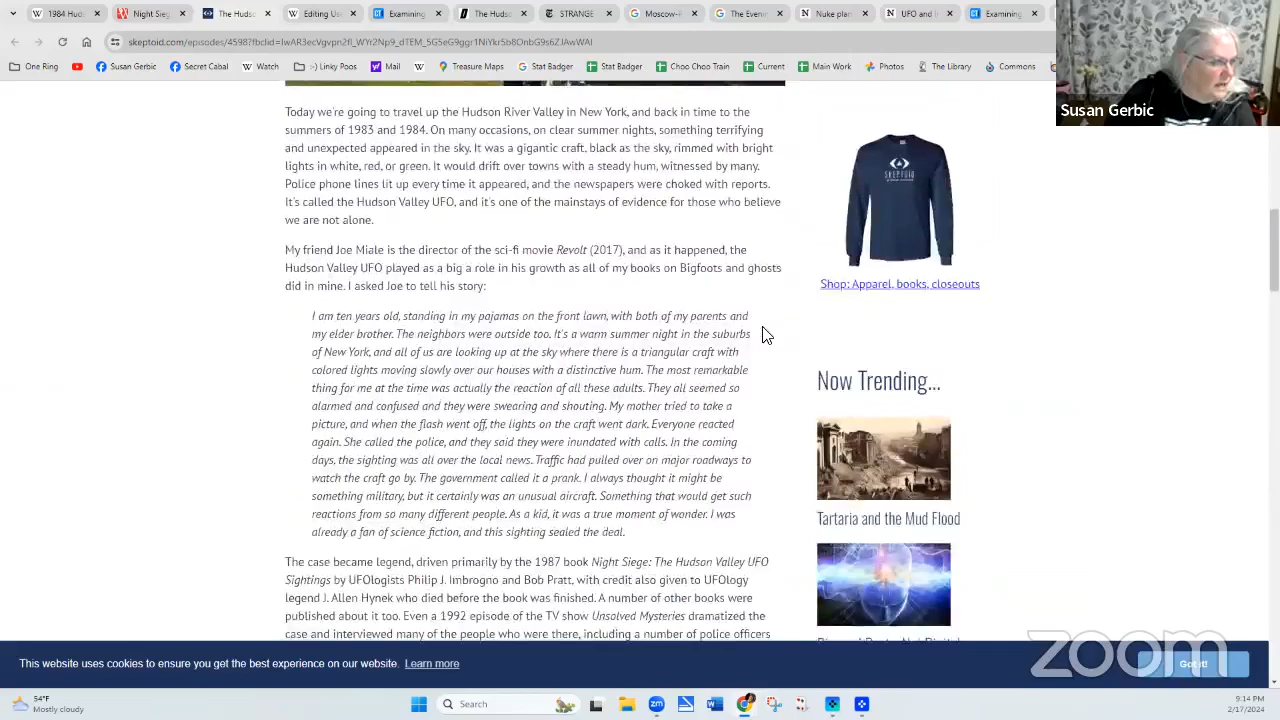 1984 Huds
Night Sieg
The Huds
Editing U
Examining
The Hudso
STRANGE
Moscow-P
The Eveni
Nuke plan
UFO and
Examining
skeptoid.com/episodes/4598?fbclid=IwAR3ecVgvpn2fl_WYr2Np9_dTEM_5G5eG9ggr1NiYkr5b8OnbG9s6ZJAwWAI
One Ring
Susan Gerbic
Secret Cabal
Watch
:-) Linky Poo
Mail
Treasure Maps
Stat Badger
Stat Badger
Choo Choo Train
Main Work
Photos
The Library
Commons
Susan Gerbic
Today we're going to travel up the Hudson River Valley in New York, and back in time to the
summers of 1983 and 1984. On many occasions, on clear summer nights, something terrifying
and unexpected appeared in the sky. It was a gigantic craft, black as the sky, rimmed with bright
lights in white, red, or green. It would drift over towns with a steady hum, witnessed by many.
Police phone lines lit up every time it appeared, and the newspapers were choked with reports.
It's called the Hudson Valley UFO, and it's one of the mainstays of evidence for those who believe
we are not alone.
My friend Joe Miale is the director of the sci-fi movie Revolt (2017), and as it happened, the
Hudson Valley UFO played as a big a role in his growth as all of my books on Bigfoots and ghosts
did in mine. I asked Joe to tell his story:
I am ten years old, standing in my pajamas on the front lawn, with both of my parents and
my elder brother. The neighbors were outside too. It's a warm summer night in the suburbs
of New York, and all of us are looking up at the sky where there is a triangular craft with
colored lights moving slowly over our houses with a distinctive hum. The most remarkable
thing for me at the time was actually the reaction of all these adults. They all seemed so
alarmed and confused and they were swearing and shouting. My mother tried to take a
picture, and when the flash went off, the lights on the craft went dark. Everyone reacted
again. She called the police, and they said they were inundated with calls. In the coming
days, the sighting was all over the local news. Traffic had pulled over on major roadways to
watch the craft go by. The government called it a prank. I always thought it might be
something military, but it certainly was an unusual aircraft. Something that would get such
reactions from so many different people. As a kid, it was a true moment of wonder. I was
already a fan of science fiction, and this sighting sealed the deal.
The case became legend, driven primarily by the 1987 book Night Siege: The Hudson Valley UFO
Sightings by UFOlogists Philip J. Imbrogno and Bob Pratt, with credit also given to UFOlogy
legend J. Allen Hynek who died before the book was finished. A number of other books were
published about it too. Even a 1992 episode of the TV show Unsolved Mysteries dramatized the
case and interviewed many of the people who were there, including a number of police officers
SKEPTOID
Shop: Apparel, books, closeouts
Now Trending...
Tartaria and the Mud Flood
This website uses cookies to ensure you get the best experience on our website. Learn more
Got it!
zoom
54°F
Mostly cloudy
Search
9:14 PM
2/17/2024